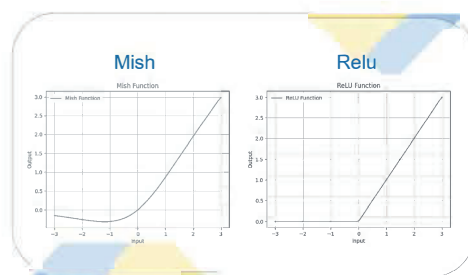 Mish
Mish Function
Mish Function
3.0
2.5
2.0
1.5
1.0
0.5
0.0
Output
−3
−2
−1
0
1
2
3
Input
Relu
ReLU Function
ReLU Function
3.0
2.5
2.0
1.5
1.0
0.5
0.0
Output
−3
−2
−1
0
1
2
3
Input